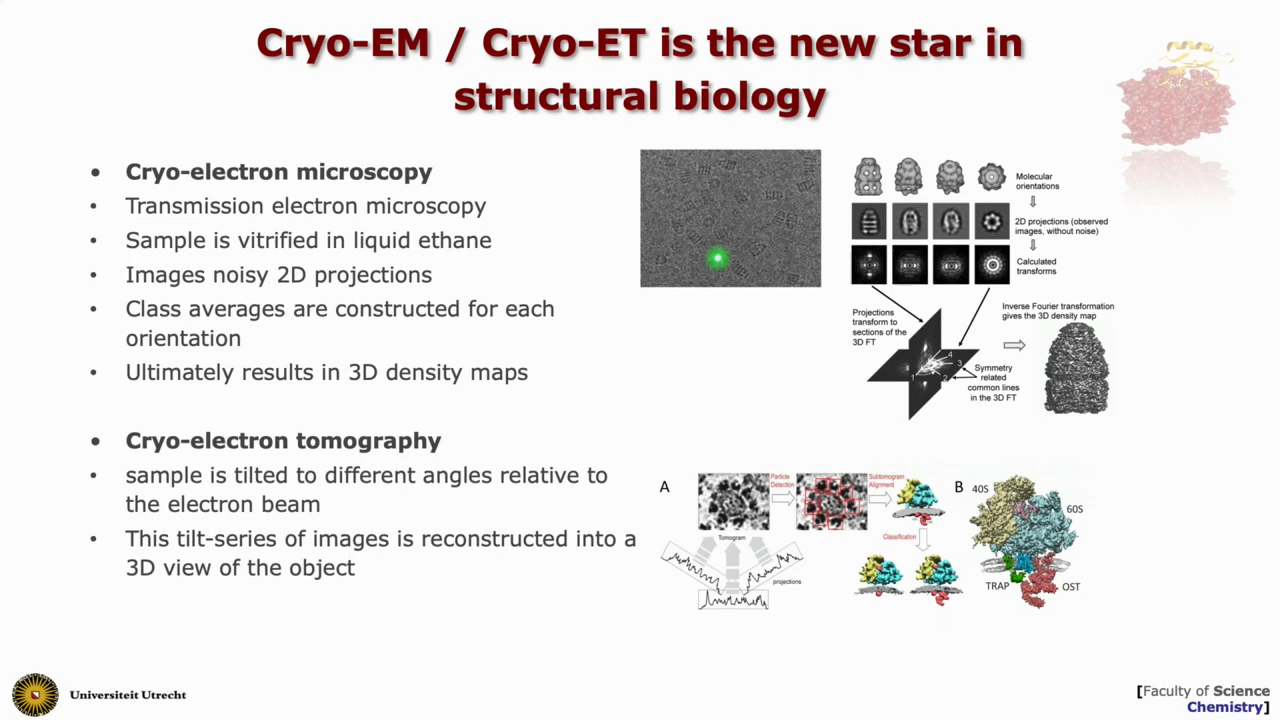 Cryo-EM / Cryo-ET is the new star in
structural biology
• Cryo-electron microscopy
• Transmission electron microscopy
• Sample is vitrified in liquid ethane
• Images noisy 2D projections
• Class averages are constructed for each
orientation
• Ultimately results in 3D density maps
• Cryo-electron tomography
• sample is tilted to different angles relative to
the electron beam
• This tilt-series of images is reconstructed into a
3D view of the object
Molecular
orientations
2D projections (observed
images, without noise)
Calculated
transforms
Projections
transform to
sections of the
3D FT
Inverse Fourier transformation
gives the 3D density map
4
3
1
2
Symmetry
related
common lines
in the 3D FT
A
Particle
Detection
Subtomogram
Alignment
Tomogram
Classification
projections
B
40S
60S
TRAP
OST
Universiteit Utrecht
[Faculty of Science
Chemistry]